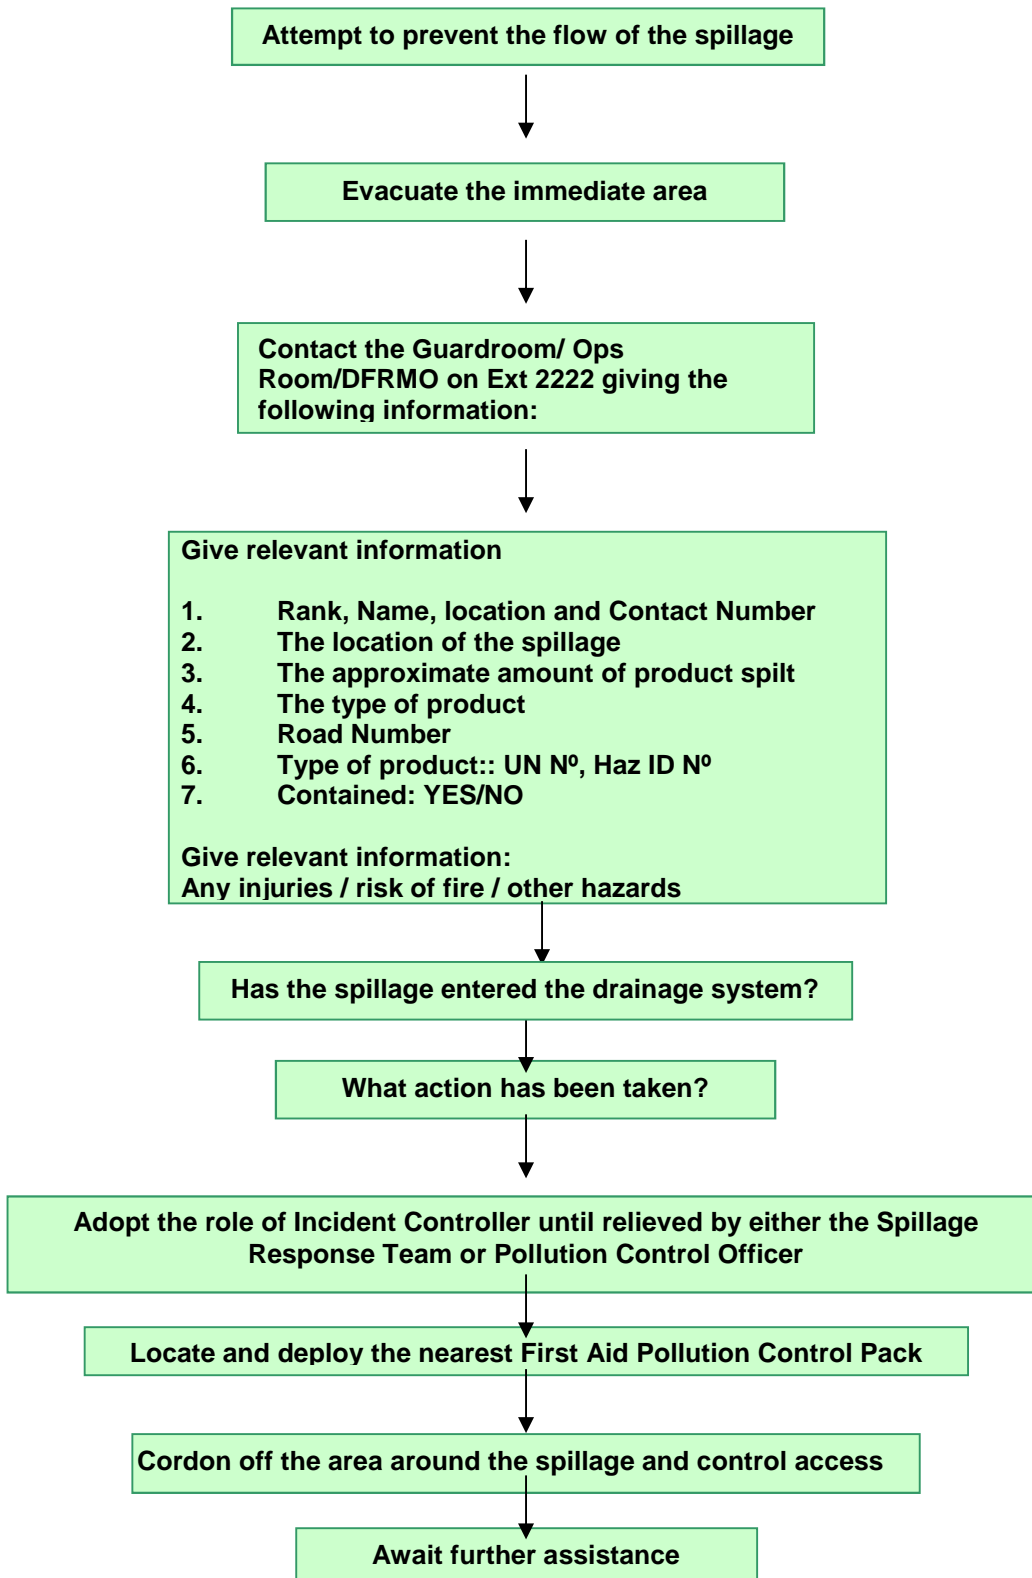 Attempt to prevent the flow of the spillage
Evacuate the immediate area
Contact the Guardroom/ Ops
Room/DFRMO on Ext 2222 giving the
following information:
Give relevant information
1. Rank, Name, location and Contact Number
2. The location of the spillage
3. The approximate amount of product spilt
4. The type of product
5. Road Number
6. Type of product:: UN Nº, Haz ID Nº
7. Contained: YES/NO
Give relevant information:
Any injuries / risk of fire / other hazards
Has the spillage entered the drainage system?
What action has been taken?
Adopt the role of Incident Controller until relieved by either the Spillage
Response Team or Pollution Control Officer
Locate and deploy the nearest First Aid Pollution Control Pack
Cordon off the area around the spillage and control access
Await further assistance